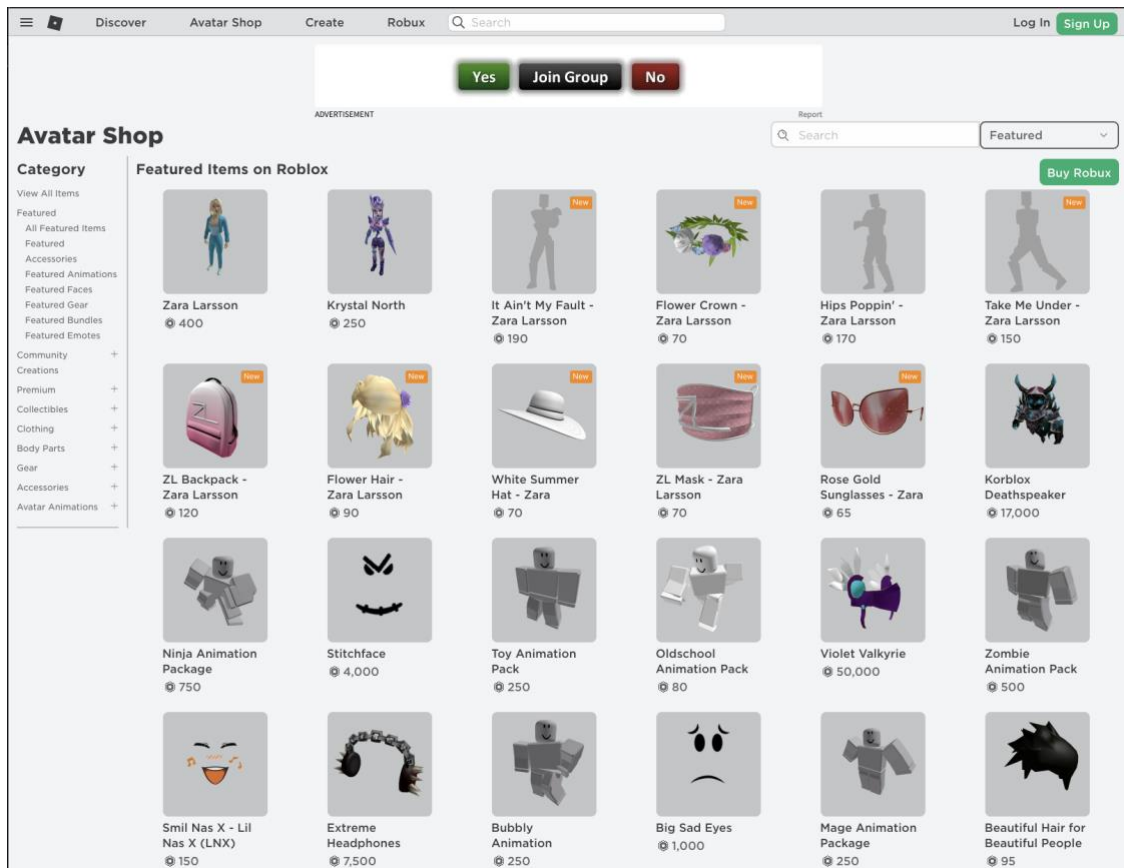 Discover Avatar Shop Create Robux Search Log In Sign Up
Yes Join Group No
ADVERTISEMENT Report
Avatar Shop Search Featured
Category
View All Items
Featured
All Featured Items
Featured
Accessories
Featured Animations
Featured Faces
Featured Gear
Featured Bundles
Featured Emotes
Community +
Creations
Premium +
Collectibles +
Clothing +
Body Parts +
Gear +
Accessories +
Avatar Animations +
Featured Items on Roblox Buy Robux
New New New
Zara Larsson Krystal North It Ain't My Fault - Flower Crown - Hips Poppin' - Take Me Under -
400 250 Zara Larsson Zara Larsson Zara Larsson Zara Larsson
190 70 170 150
New New New New New
ZL
ZL
ZL Backpack - Flower Hair - White Summer ZL Mask - Zara Rose Gold Korblox
Zara Larsson Zara Larsson Hat - Zara Larsson Sunglasses - Zara Deathspeaker
120 90 70 70 65 17,000
Ninja Animation Stitchface Toy Animation Oldschool Violet Valkyrie Zombie
Package 4,000 Pack Animation Pack 50,000 Animation Pack
750 250 80 500
Smil Nas X - Lil Extreme Bubbly Big Sad Eyes Mage Animation Beautiful Hair for
Nas X (LNX) Headphones Animation 1,000 Package Beautiful People
150 7,500 250 250 95